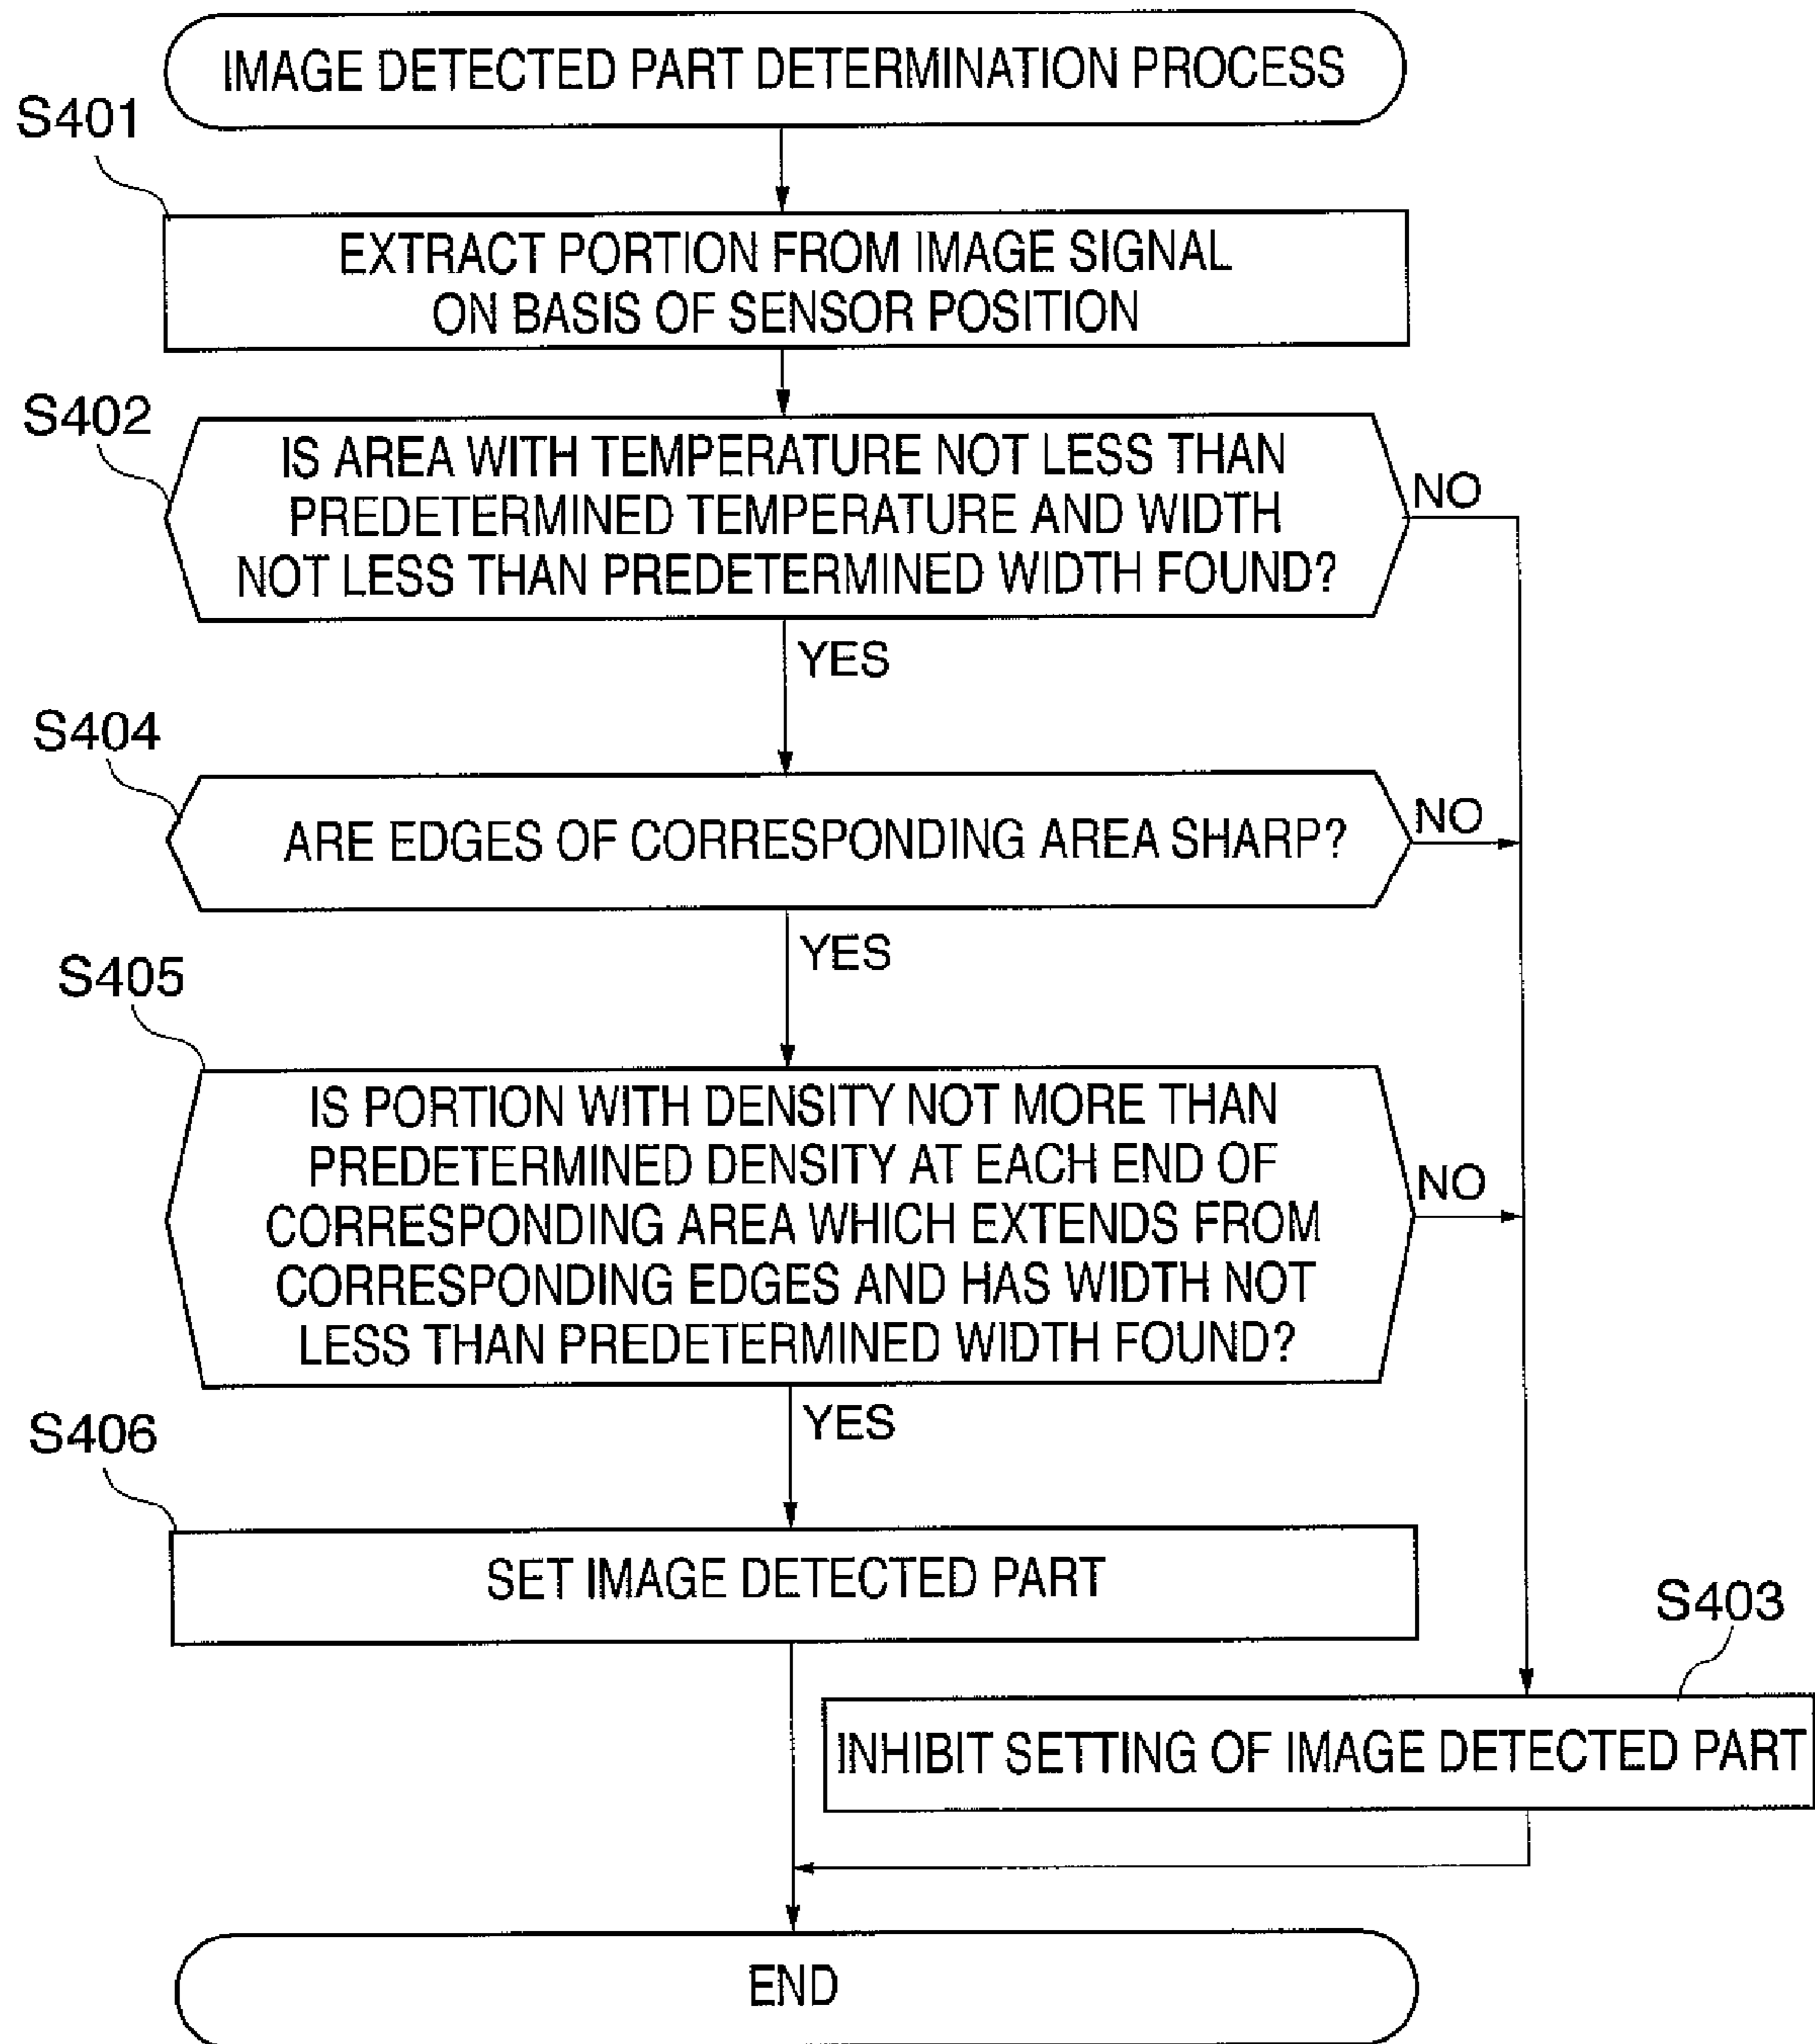 IMAGE DETECTED PART DETERMINATION PROCESS
S401
EXTRACT PORTION FROM IMAGE SIGNAL
ON BASIS OF SENSOR POSITION
S402
IS AREA WITH TEMPERATURE NOT LESS THAN
PREDETERMINED TEMPERATURE AND WIDTH
NOT LESS THAN PREDETERMINED WIDTH FOUND?
NO
YES
S404
ARE EDGES OF CORRESPONDING AREA SHARP?
NO
YES
S405
IS PORTION WITH DENSITY NOT MORE THAN
PREDETERMINED DENSITY AT EACH END OF
CORRESPONDING AREA WHICH EXTENDS FROM
CORRESPONDING EDGES AND HAS WIDTH NOT
LESS THAN PREDETERMINED WIDTH FOUND?
NO
YES
S406
SET IMAGE DETECTED PART
S403
INHIBIT SETTING OF IMAGE DETECTED PART
END